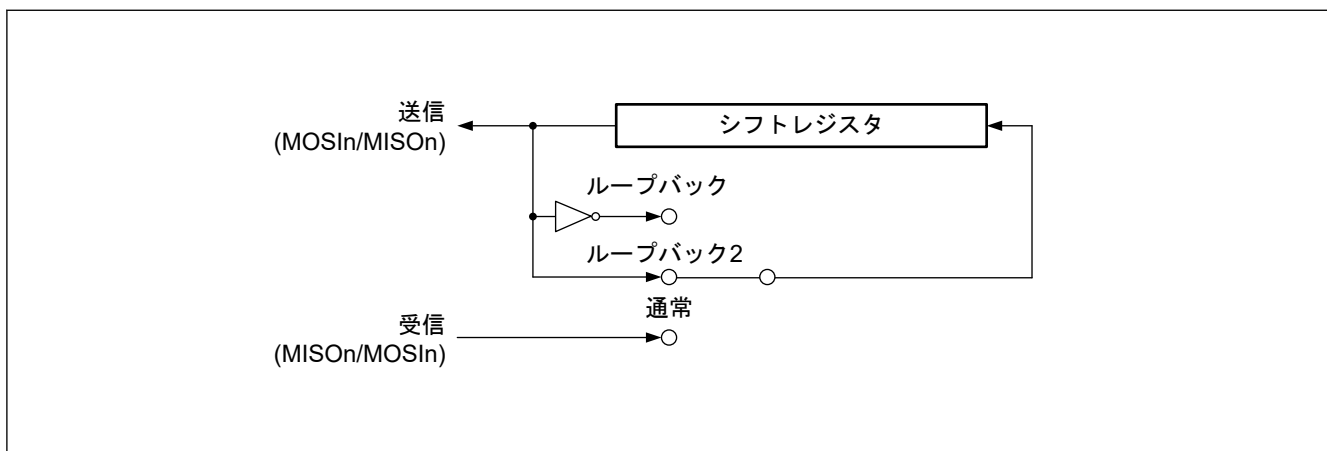 送信
(MOSIn/MISOn)
シフトレジスタ
ループバック
ループバック2
通常
受信
(MISOn/MOSIn)